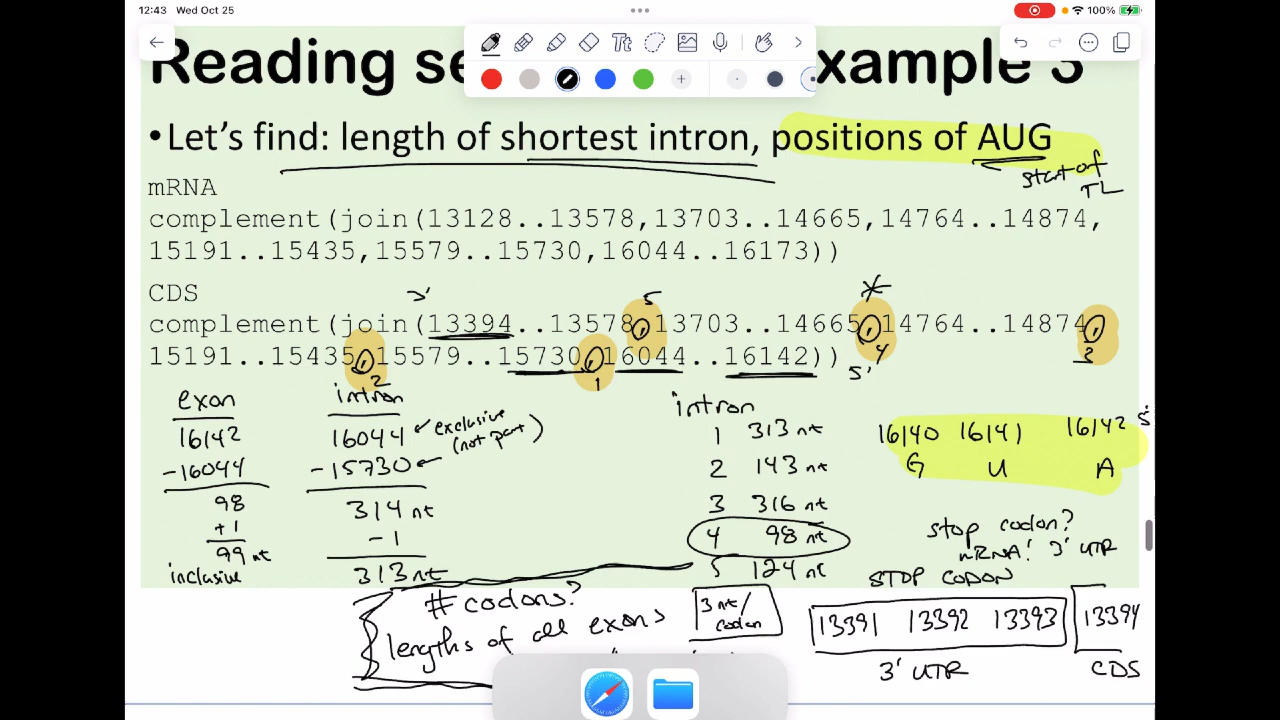 12:43 Wed Oct 25
100%
Reading se xample 3
Tt
•Let's find: length of shortest intron, positions of AUG
start of
TL
mRNA
complement(join(13128..13578,13703..14665,14764..14874,
15191..15435,15579..15730,16044..16173))
CDS 3' 5 *
complement(join(13394..13578,13703..14665,14764..14874,
15191..15435,15579..15730,16044..16142))
2 1 5' 4 3
exon
16142
-16044
98
+1
99 nt
inclusive
intron
16044 exclusive
(not part)
-15730
314 nt
-1
313 nt
intron
1 313 nt
2 143 nt
3 316 nt
4 98 nt
5 124 nt
16140 16141 16142 5'
G U A
stop codon?
mRNA! 3' UTR
STOP CODON
13391 13392 13393 13394
3' UTR CDS
# codons?
lengths of all exons
3 nt/
codon